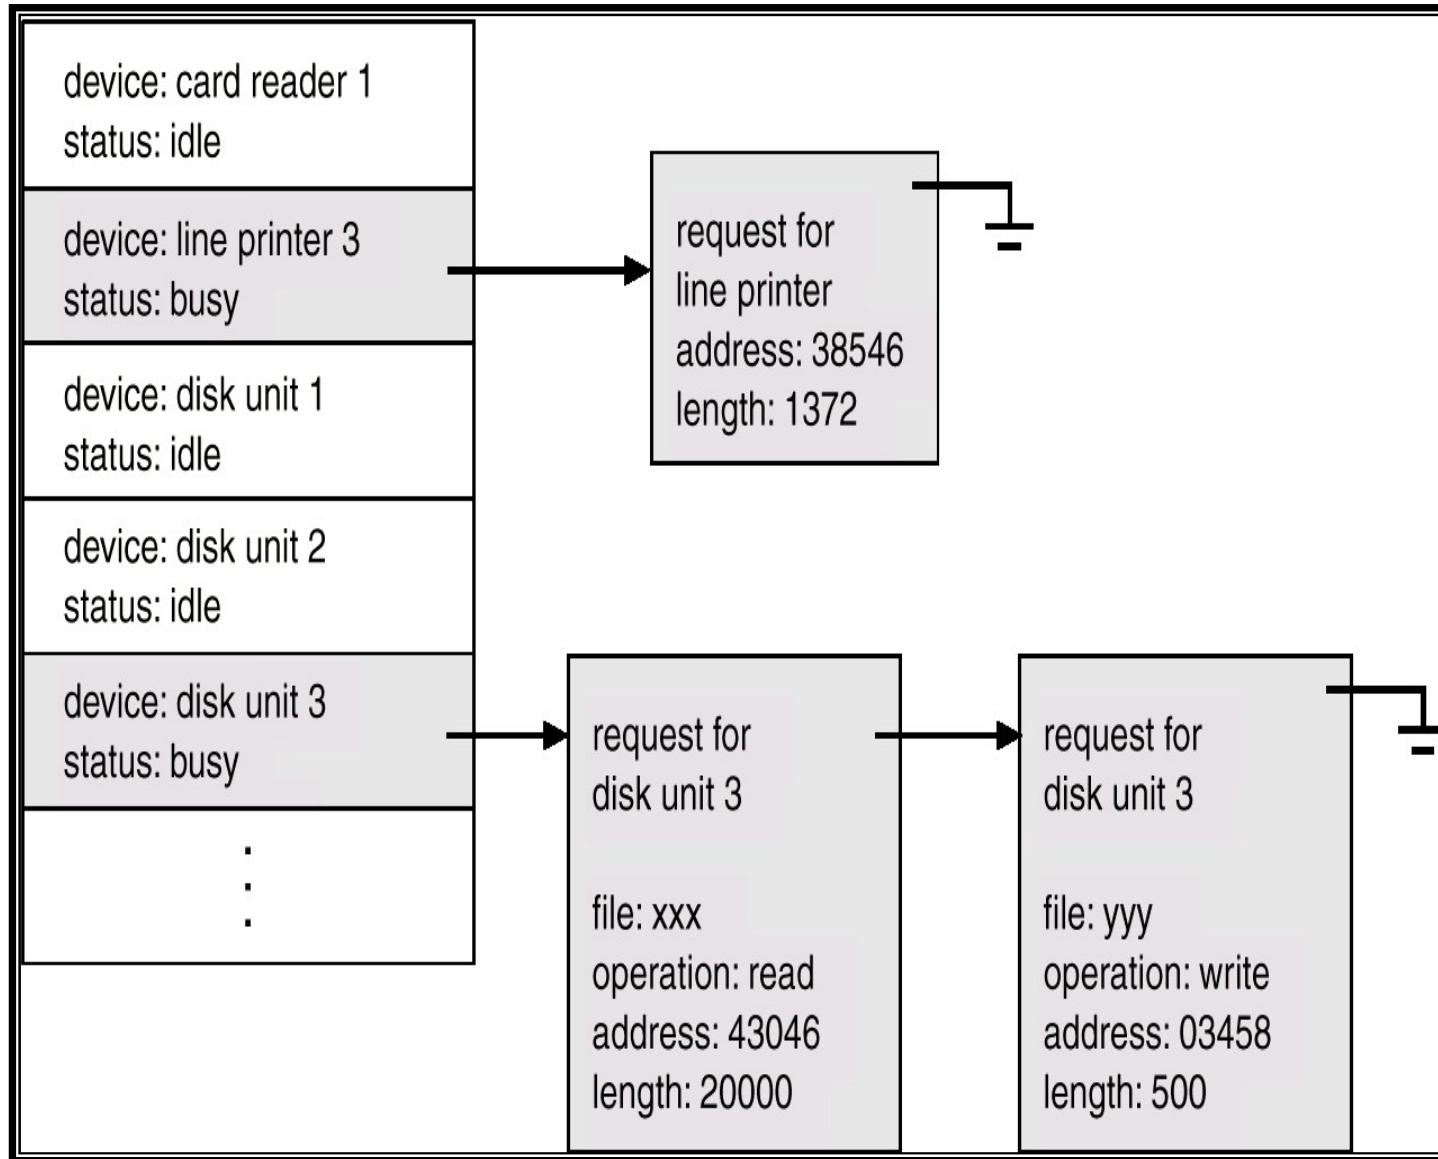 device: card reader 1
status: idle
device: line printer 3
status: busy
request for
line printer
address: 38546
length: 1372
device: disk unit 1
status: idle
device: disk unit 2
status: idle
device: disk unit 3
status: busy
request for
disk unit 3
file: xxx
operation: read
address: 43046
length: 20000
request for
disk unit 3
file: yyy
operation: write
address: 03458
length: 500